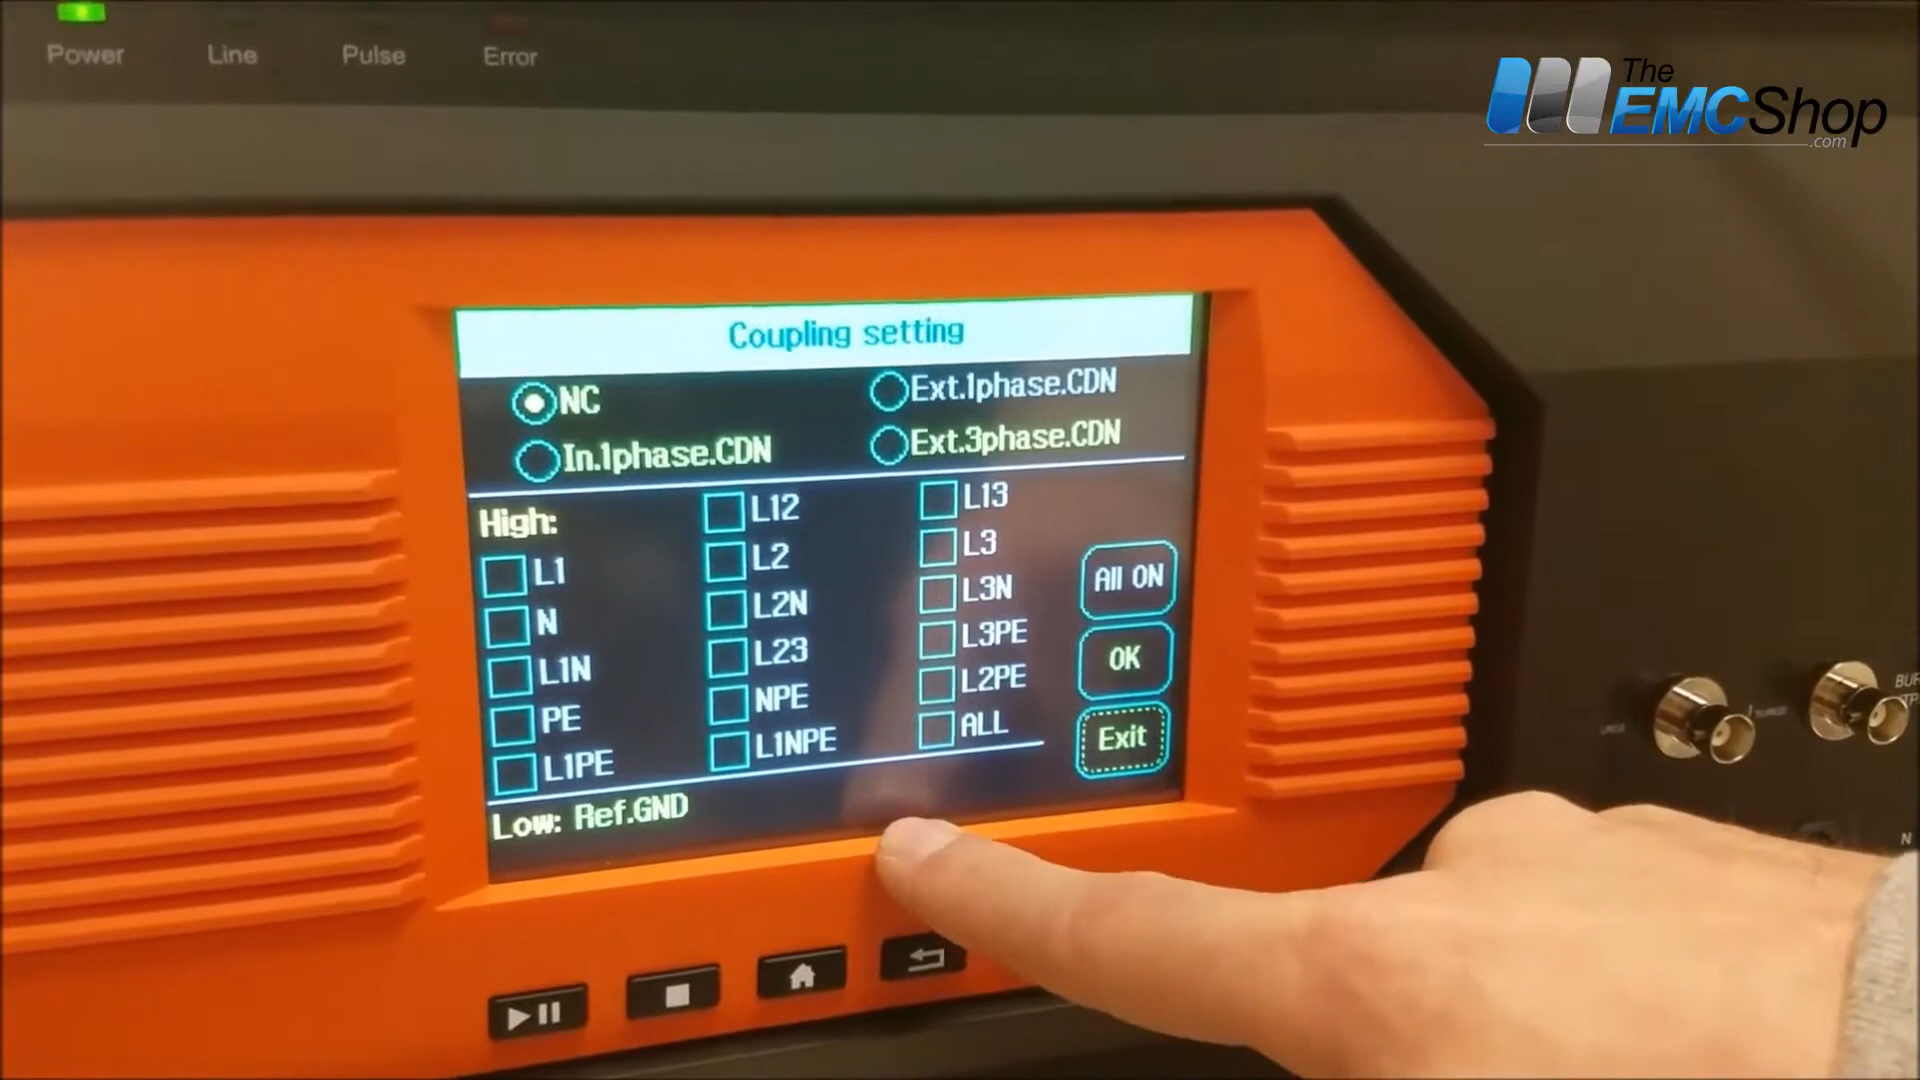 Power
Line
Pulse
Error
The
EMCShop
.com
Coupling setting
NC
Ext.1phase.CDN
In.1phase.CDN
Ext.3phase.CDN
High:
L12
L13
L1
L2
L3
N
L2N
L3N
L1N
L23
L3PE
PE
NPE
L2PE
L1PE
L1NPE
ALL
All ON
OK
Exit
Low: Ref.GND
SURGE
N